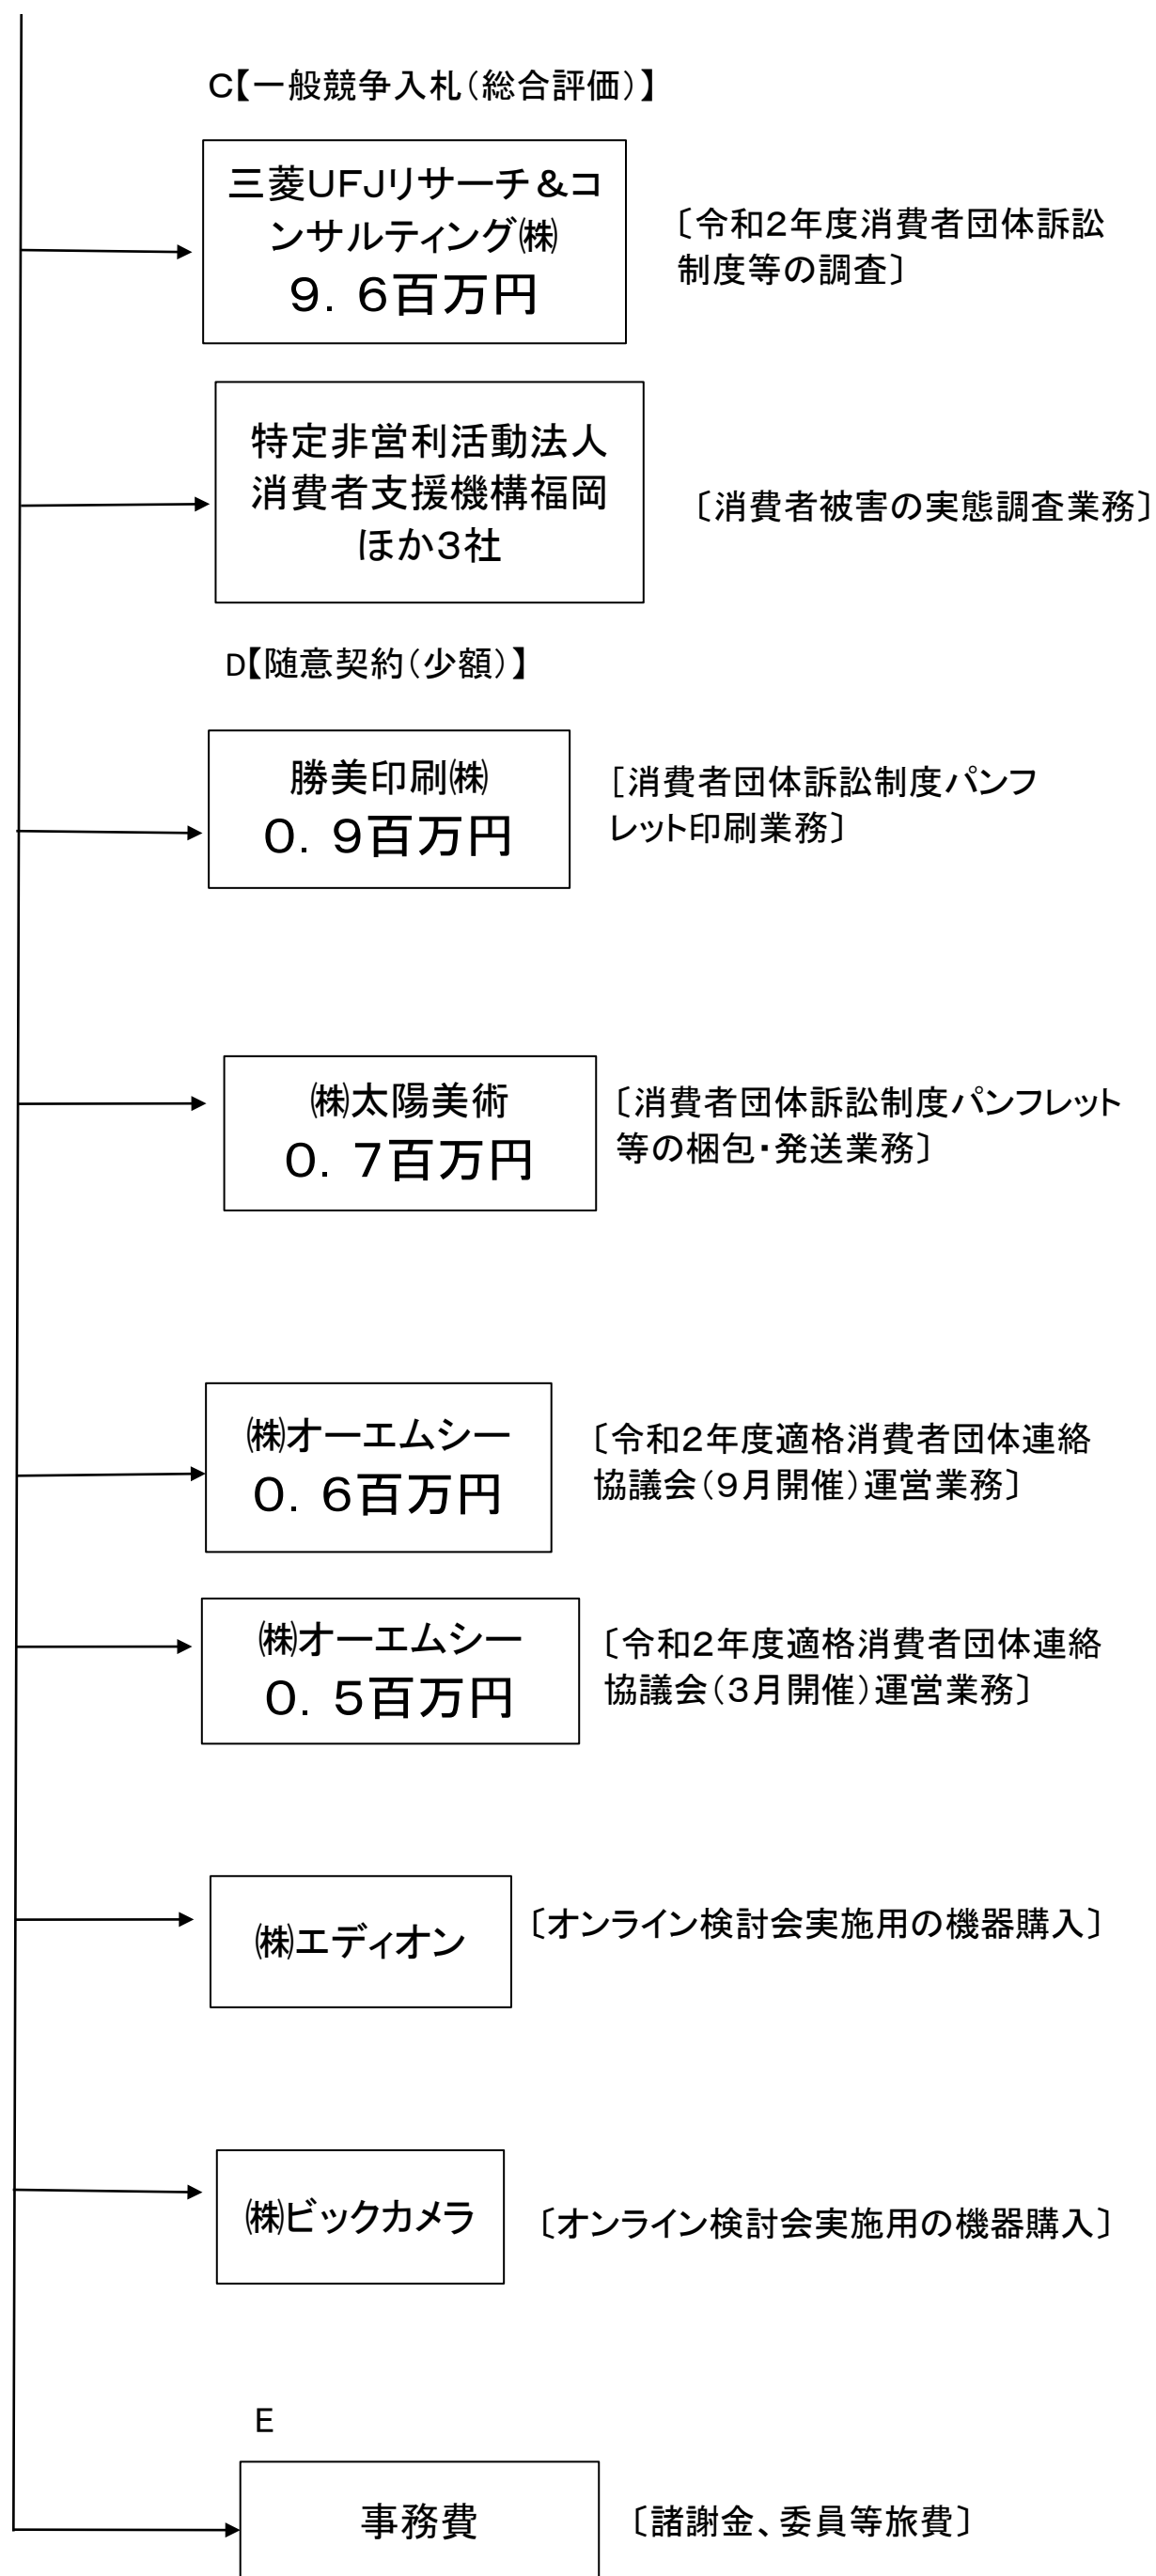 C【一般競争入札（総合評価）】
三菱ＵＦＪリサーチ＆コ
ンサルティング㈱
９．６百万円
〔令和２年度消費者団体訴訟
制度等の調査〕
特定非営利活動法人
消費者支援機構福岡
ほか３社
〔消費者被害の実態調査業務〕
D【随意契約（少額）】
勝美印刷㈱
０．９百万円
［消費者団体訴訟制度パンフ
レット印刷業務〕
㈱太陽美術
０．７百万円
〔消費者団体訴訟制度パンフレット
等の梱包・発送業務〕
㈱オーエムシー
０．６百万円
〔令和２年度適格消費者団体連絡
協議会（９月開催）運営業務〕
㈱オーエムシー
０．５百万円
〔令和２年度適格消費者団体連絡
協議会（３月開催）運営業務〕
㈱エディオン
〔オンライン検討会実施用の機器購入〕
㈱ビックカメラ
〔オンライン検討会実施用の機器購入〕
E
事務費
〔諸謝金、委員等旅費〕